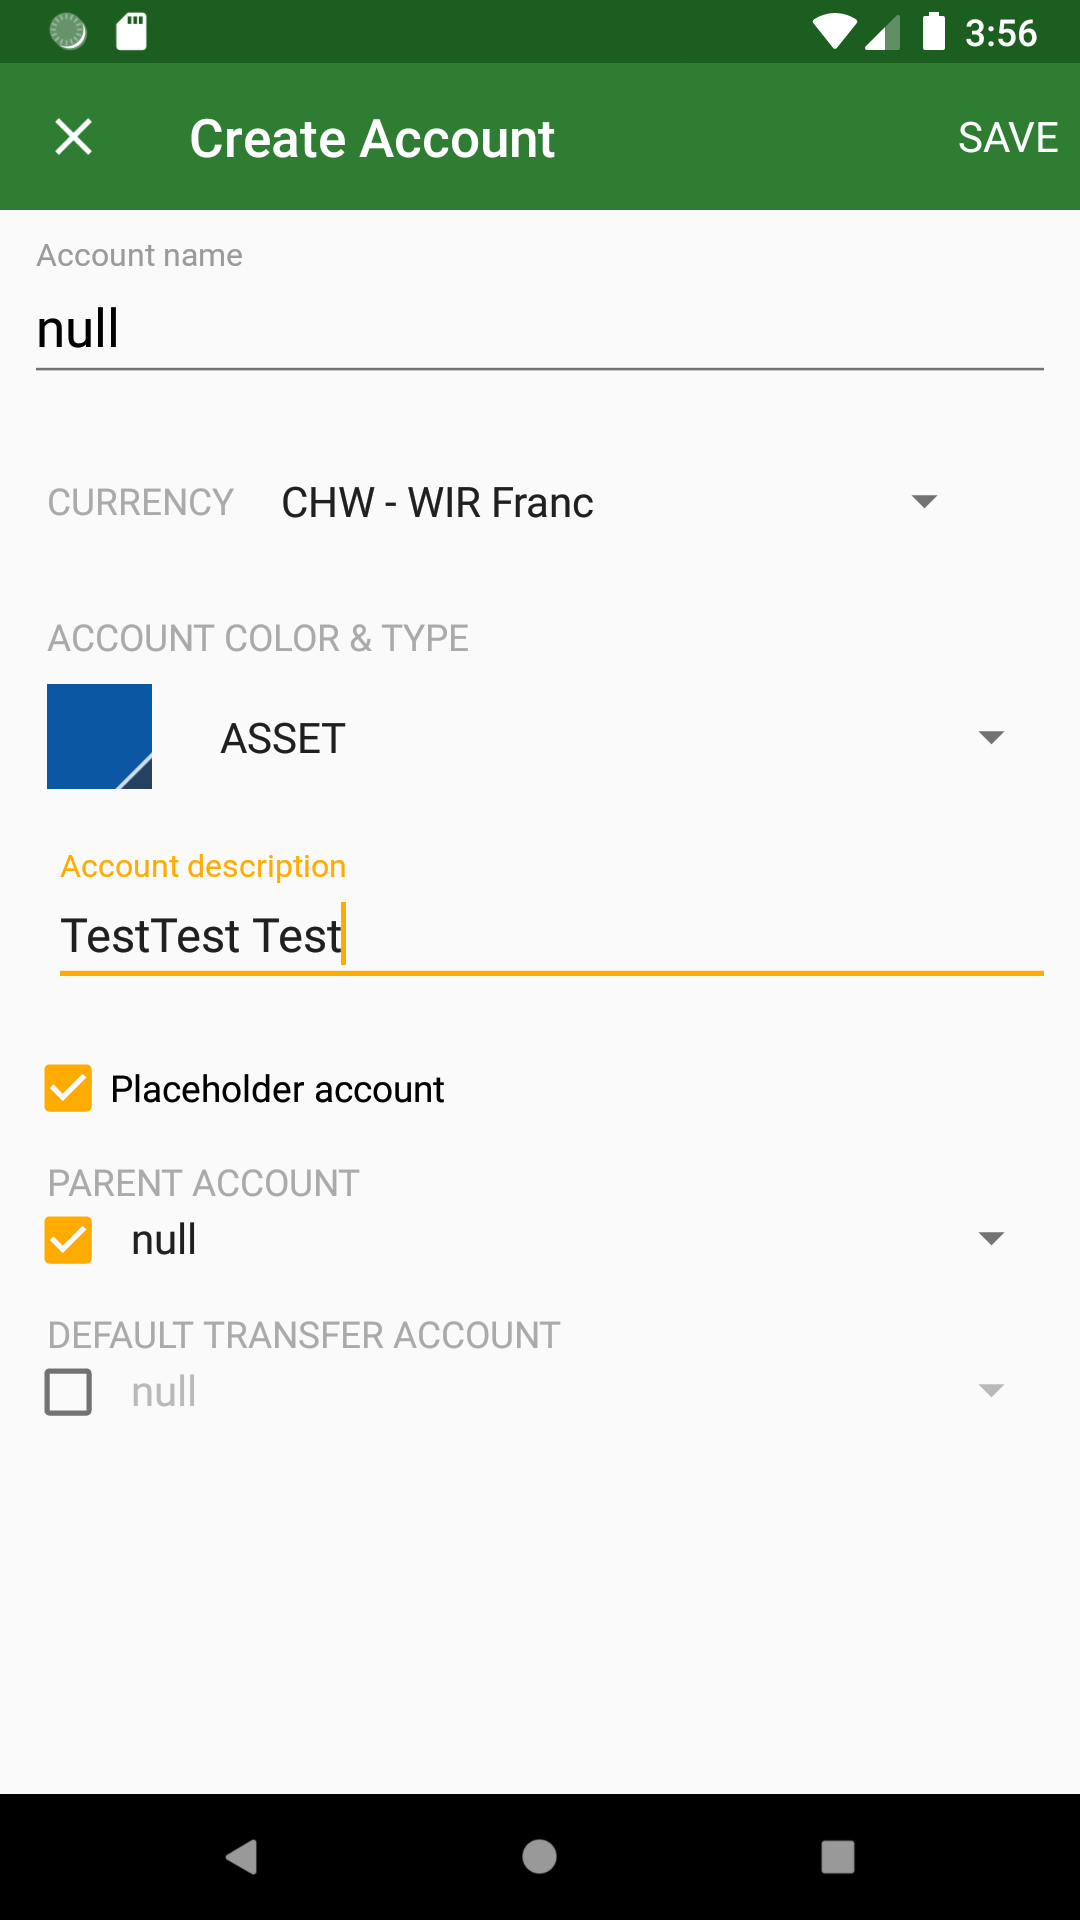 3:56
Create Account
SAVE
Account name
null
CURRENCY CHW - WIR Franc
ACCOUNT COLOR & TYPE
ASSET
Account description
TestTest Test
Placeholder account
PARENT ACCOUNT
null
DEFAULT TRANSFER ACCOUNT
null